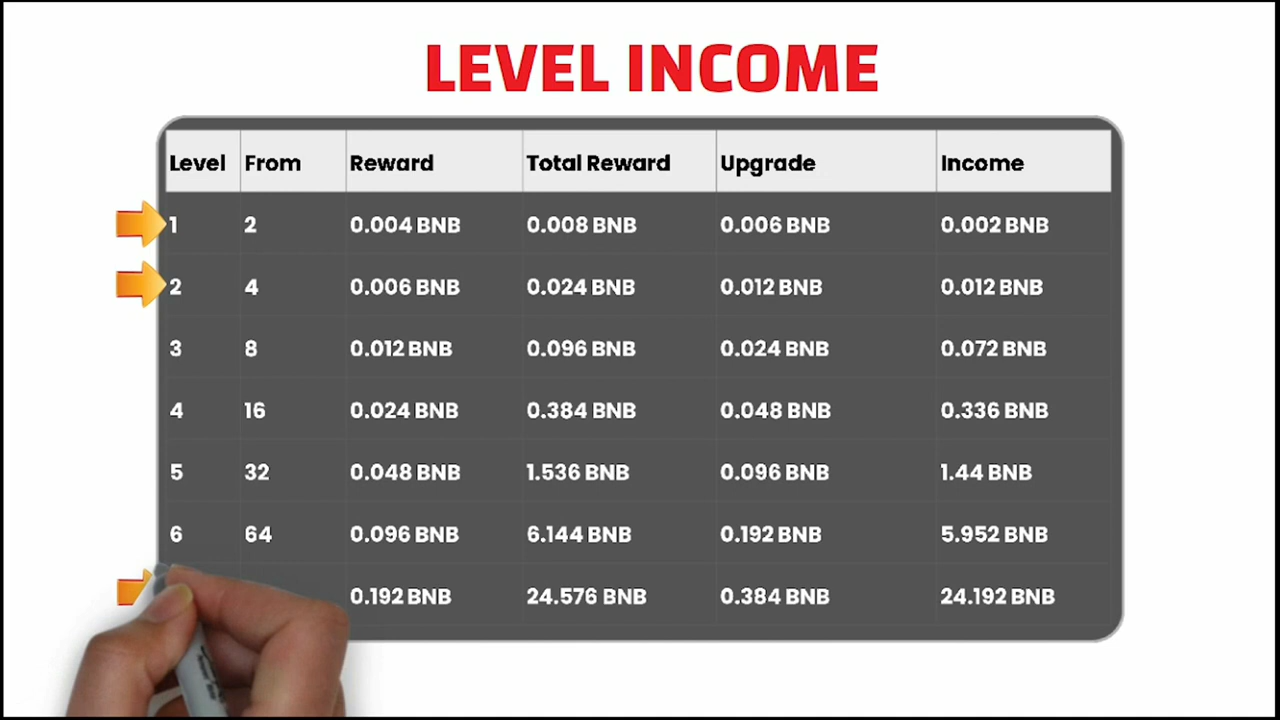 LEVEL INCOME
Level From Reward Total Reward Upgrade Income
1 2 0.004 BNB 0.008 BNB 0.006 BNB 0.002 BNB
2 4 0.006 BNB 0.024 BNB 0.012 BNB 0.012 BNB
3 8 0.012 BNB 0.096 BNB 0.024 BNB 0.072 BNB
4 16 0.024 BNB 0.384 BNB 0.048 BNB 0.336 BNB
5 32 0.048 BNB 1.536 BNB 0.096 BNB 1.44 BNB
6 64 0.096 BNB 6.144 BNB 0.192 BNB 5.952 BNB
0.192 BNB 24.576 BNB 0.384 BNB 24.192 BNB